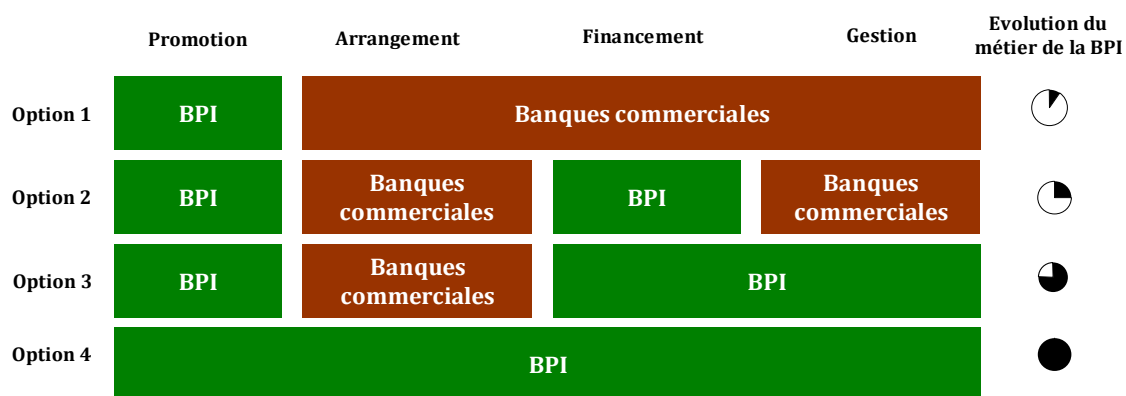 Promotion
Arrangement
Financement
Gestion
Evolution du
métier de la BPI
Option 1
BPI
Banques commerciales
Option 2
BPI
Banques
commerciales
BPI
Banques
commerciales
Option 3
BPI
Banques
commerciales
BPI
Option 4
BPI